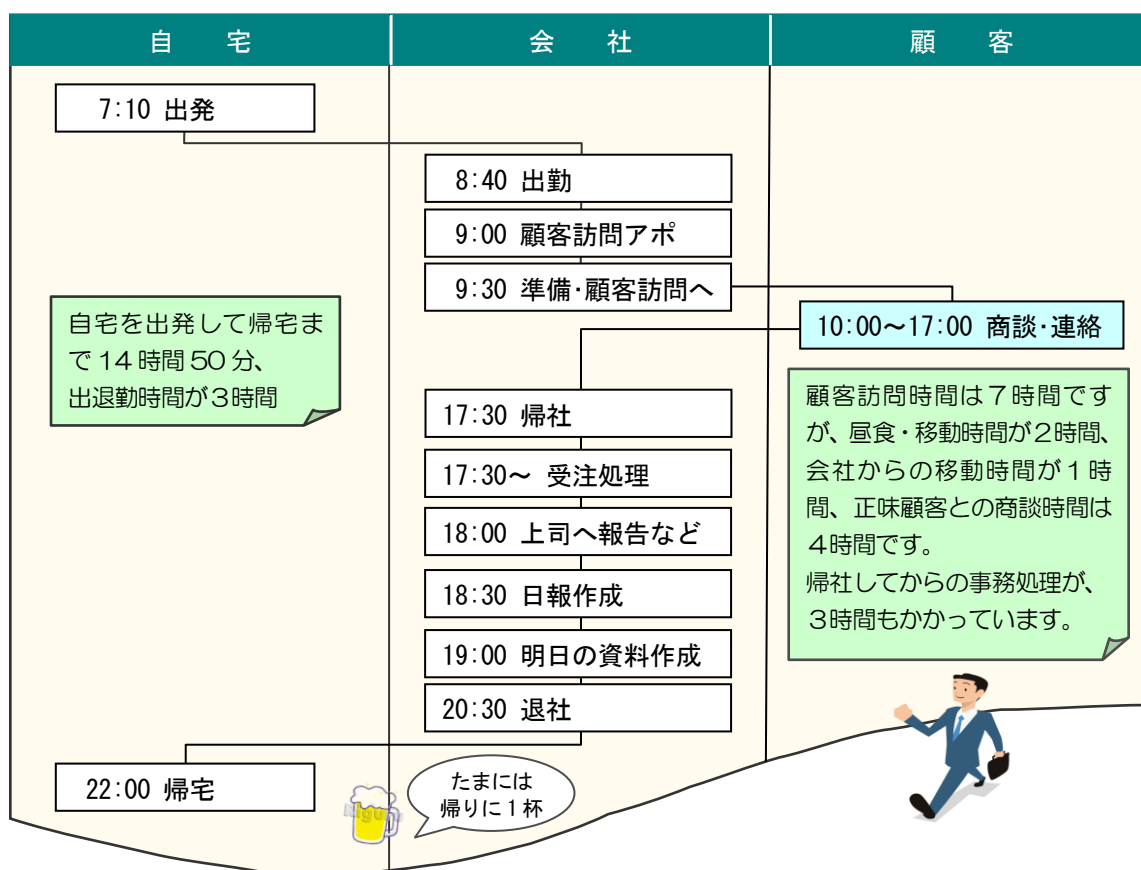 自　宅
会　社
顧　客
7:10 出発
8:40 出勤
9:00 顧客訪問アポ
9:30 準備･顧客訪問へ
10:00～17:00 商談･連絡
自宅を出発して帰宅ま
で14時間50分、
出退勤時間が３時間
17:30 帰社
17:30～ 受注処理
18:00 上司へ報告など
18:30 日報作成
19:00 明日の資料作成
20:30 退社
22:00 帰宅
顧客訪問時間は７時間です
が、昼食・移動時間が２時間、
会社からの移動時間が１時
間、正味顧客との商談時間は
４時間です。
帰社してからの事務処理が、
３時間もかかっています。
たまには
帰りに１杯